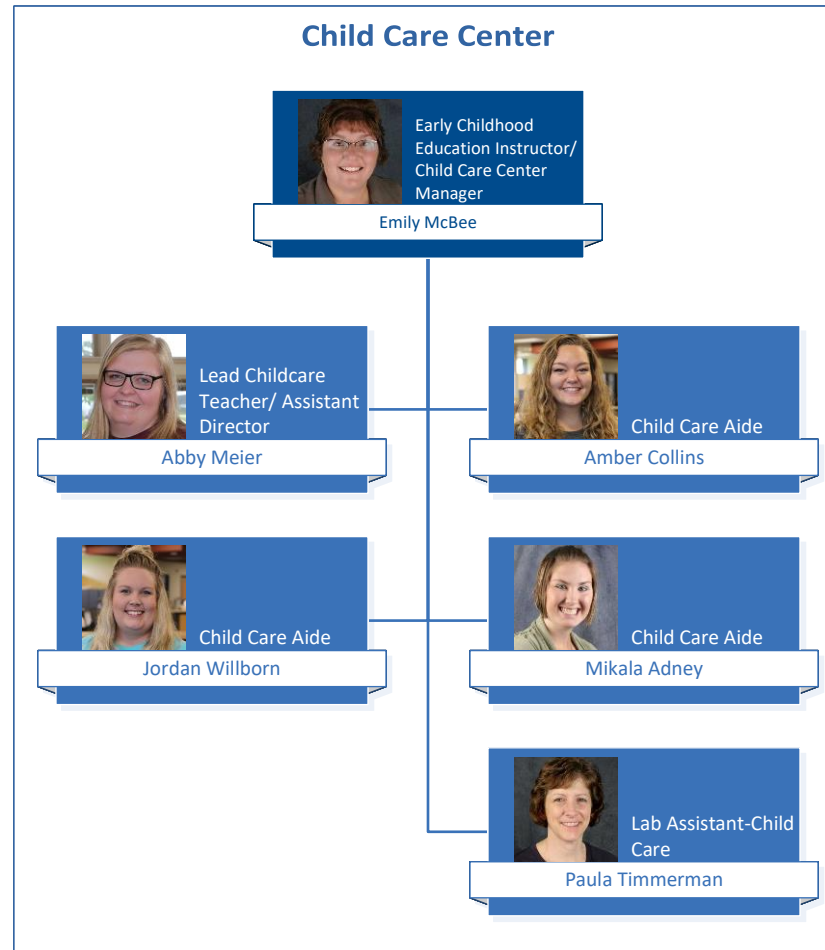 Child Care Center
Early Childhood
Education Instructor/
Child Care Center
Manager
Emily McBee
Lead Childcare
Teacher/ Assistant
Director
Abby Meier
Child Care Aide
Amber Collins
Child Care Aide
Jordan Willborn
Child Care Aide
Mikala Adney
Lab Assistant-Child
Care
Paula Timmerman